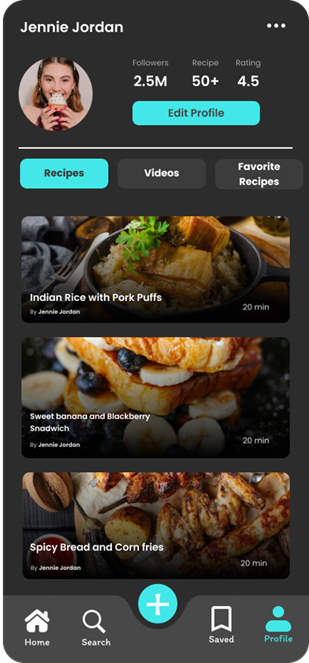 Jennie Jordan
Followers Recipe Rating
2.5M 50+ 4.5
Edit Profile
Recipes
Videos
Favorite
Recipes
Indian Rice with Pork Puffs
By Jennie Jordan
20 min
Sweet banana and Blackberry
Snadwich
By Jennie Jordan
20 min
Spicy Bread and Corn fries
By Jennie Jordan
20 min
Home
Search
Saved
Profile